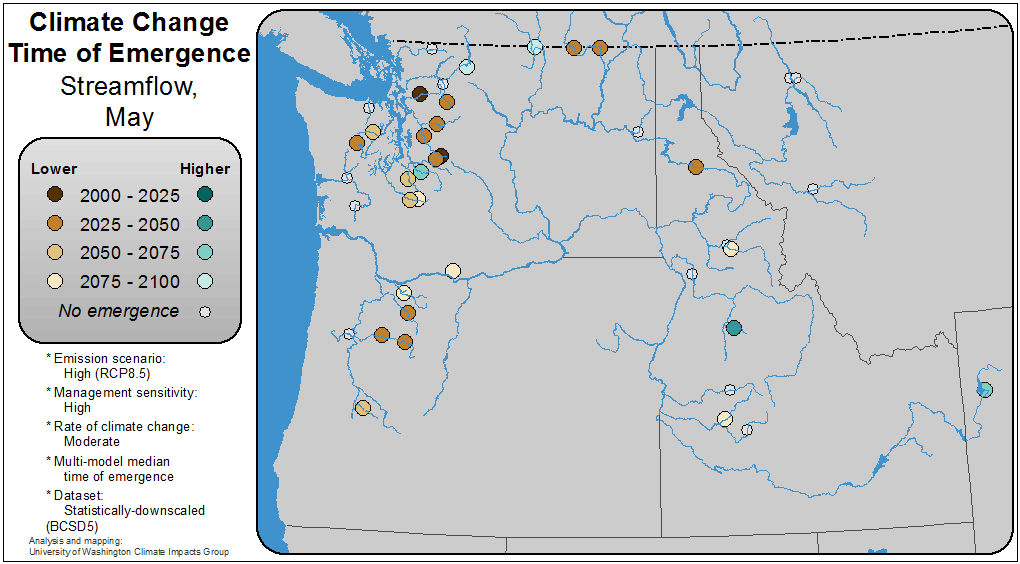 Climate Change
Time of Emergence
Streamflow,
May
Lower Higher
2000 - 2025
2025 - 2050
2050 - 2075
2075 - 2100
No emergence
* Emission scenario:
High (RCP8.5)
* Management sensitivity:
High
* Rate of climate change:
Moderate
* Multi-model median
time of emergence
* Dataset:
Statistically-downscaled
(BCSD5)
Analysis and mapping:
University of Washington Climate Impacts Group